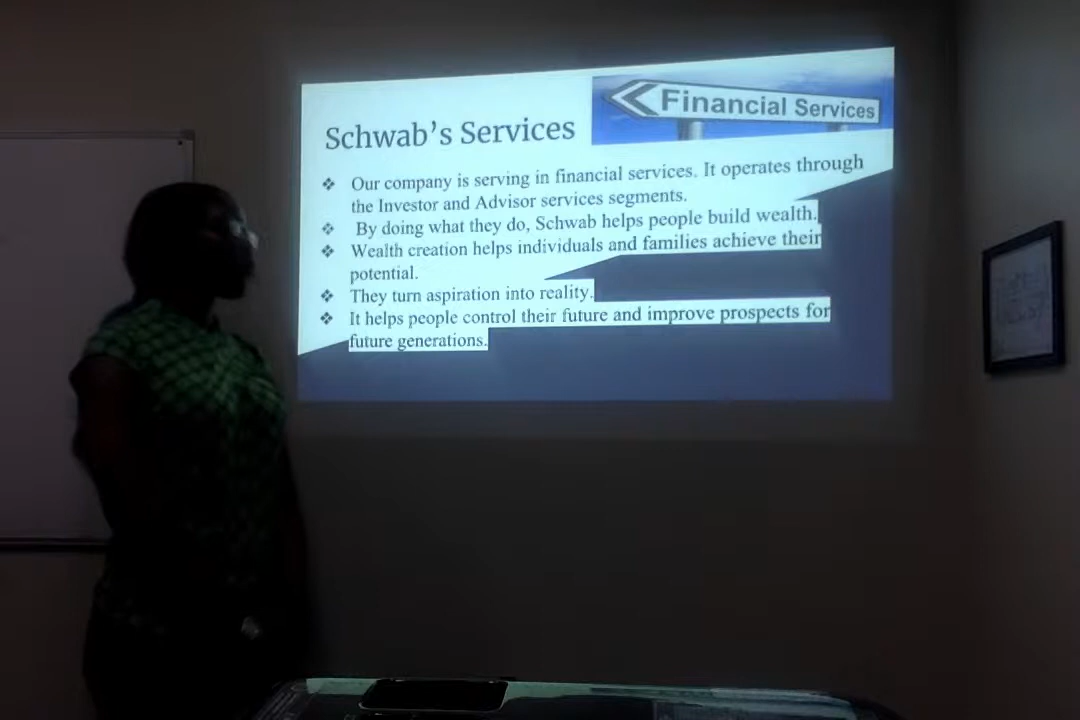 Financial Services
Schwab's Services
❖ Our company is serving in financial services. It operates through
the Investor and Advisor services segments.
❖ By doing what they do, Schwab helps people build wealth.
❖ Wealth creation helps individuals and families achieve their
potential.
❖ They turn aspiration into reality.
❖ It helps people control their future and improve prospects for
future generations.